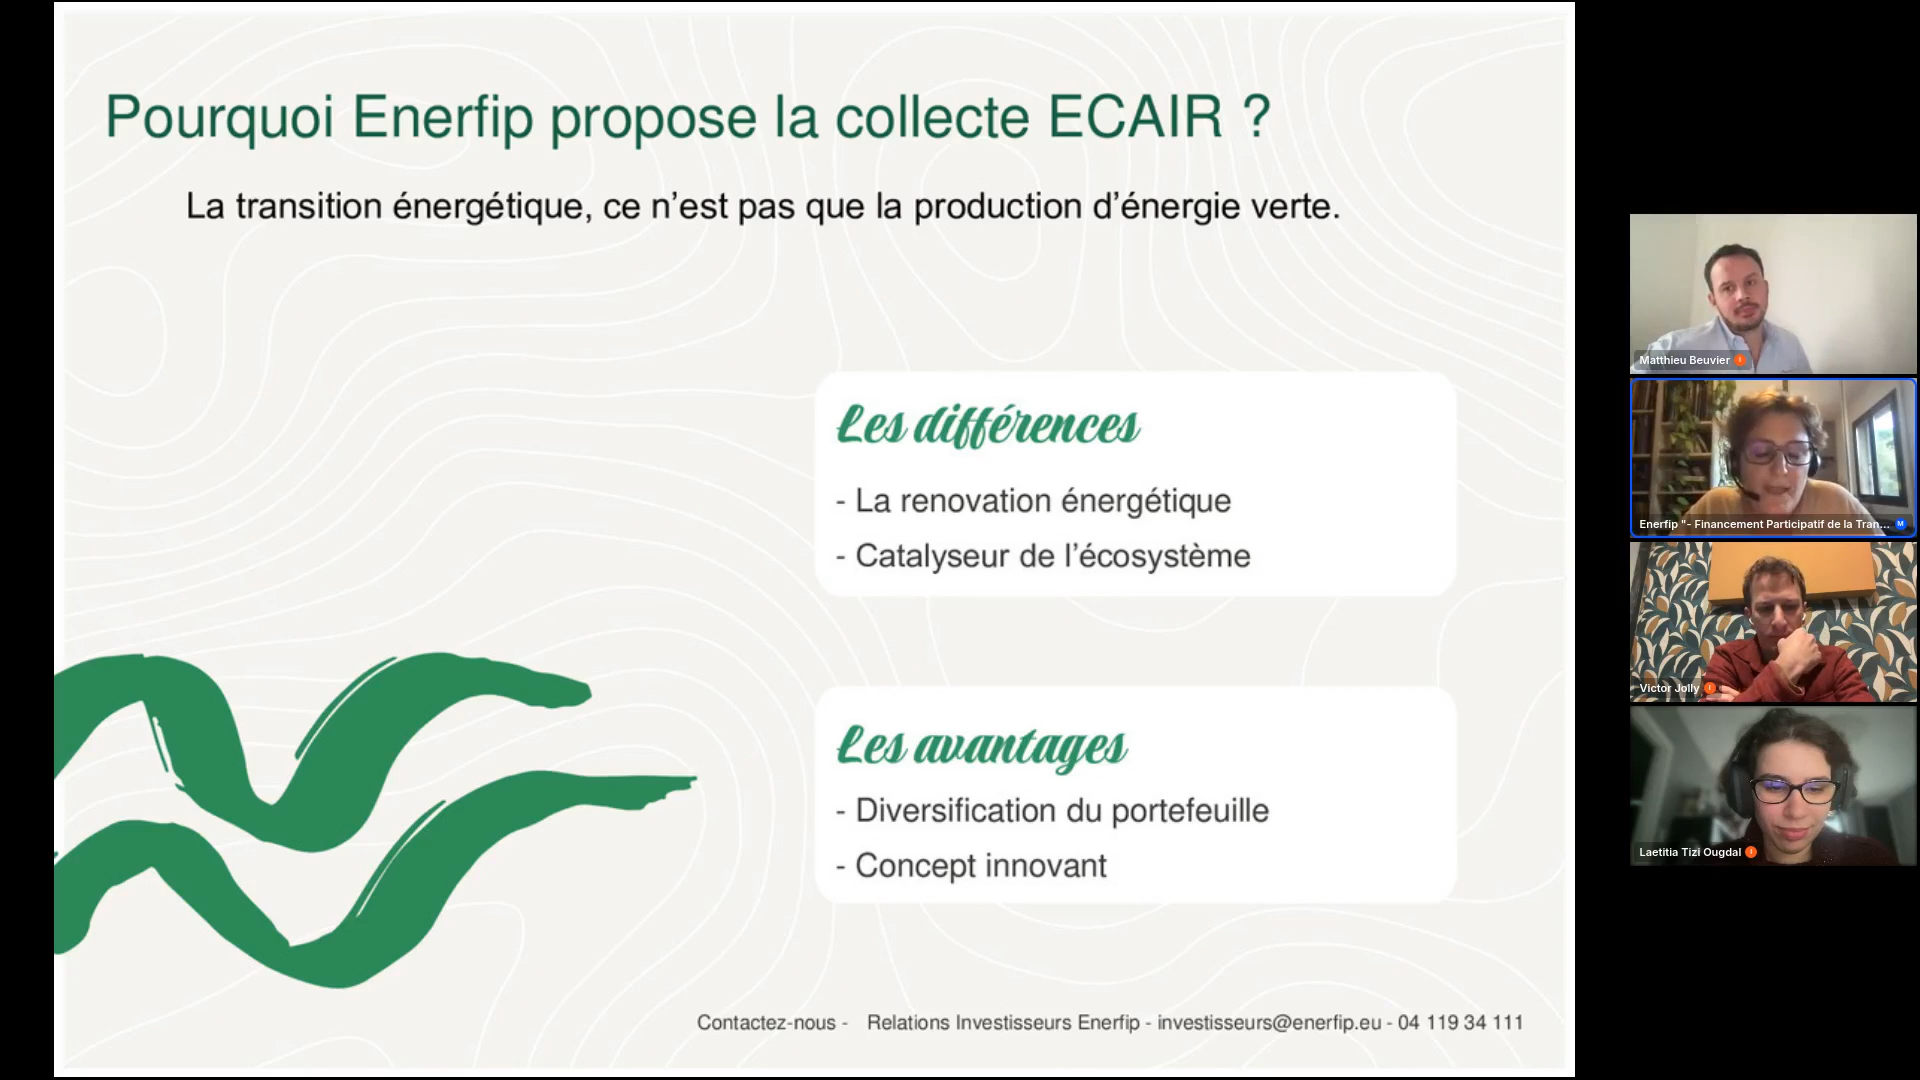 Pourquoi Enerfip propose la collecte ECAIR ?
La transition énergétique, ce n’est pas que la production d’énergie verte.
Les différences
- La renovation énergétique
- Catalyseur de l’écosystème
Les avantages
- Diversification du portefeuille
- Concept innovant
Contactez-nous - Relations Investisseurs Enerfip - investisseurs@enerfip.eu - 04 119 34 111
Matthieu Beuvier
Enerfip "- Financement Participatif de la Tran... M
Victor Jolly
Laetitia Tizi Ougdal